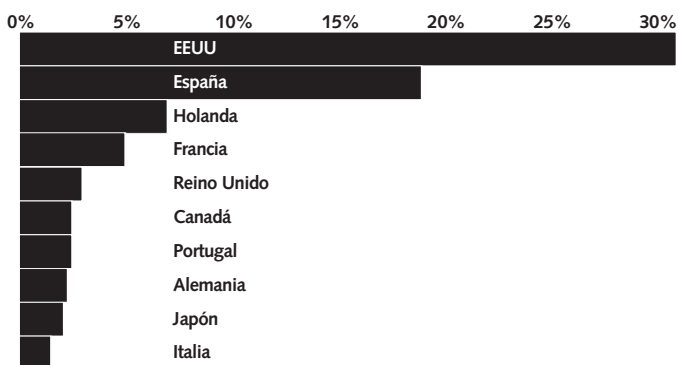 0% 5% 10% 15% 20% 25% 30%
EEUU
España
Holanda
Francia
Reino Unido
Canadá
Portugal
Alemania
Japón
Italia